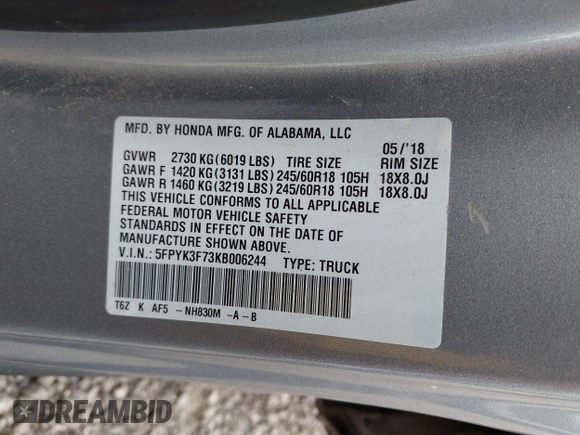 MFD. BY HONDA MFG. OF ALABAMA, LLC 05/'18
GVWR 2730 KG(6019 LBS) TIRE SIZE RIM SIZE
GAWR F 1420 KG(3131 LBS)245/60R18 105H 18X8.0J
GAWR R 1460 KG(3219 LBS)245/60R18 105H 18X8.0J
THIS VEHICLE CONFORMS TO ALL APPLICABLE
FEDERAL MOTOR VEHICLE SAFETY
STANDARDS IN EFFECT ON THE DATE OF
MANUFACTURE SHOWN ABOVE.
V.I.N.: 5FPYK3F73KB006244 TYPE: TRUCK
T6Z K AF5 -NH830M -A-B
DREAMBID